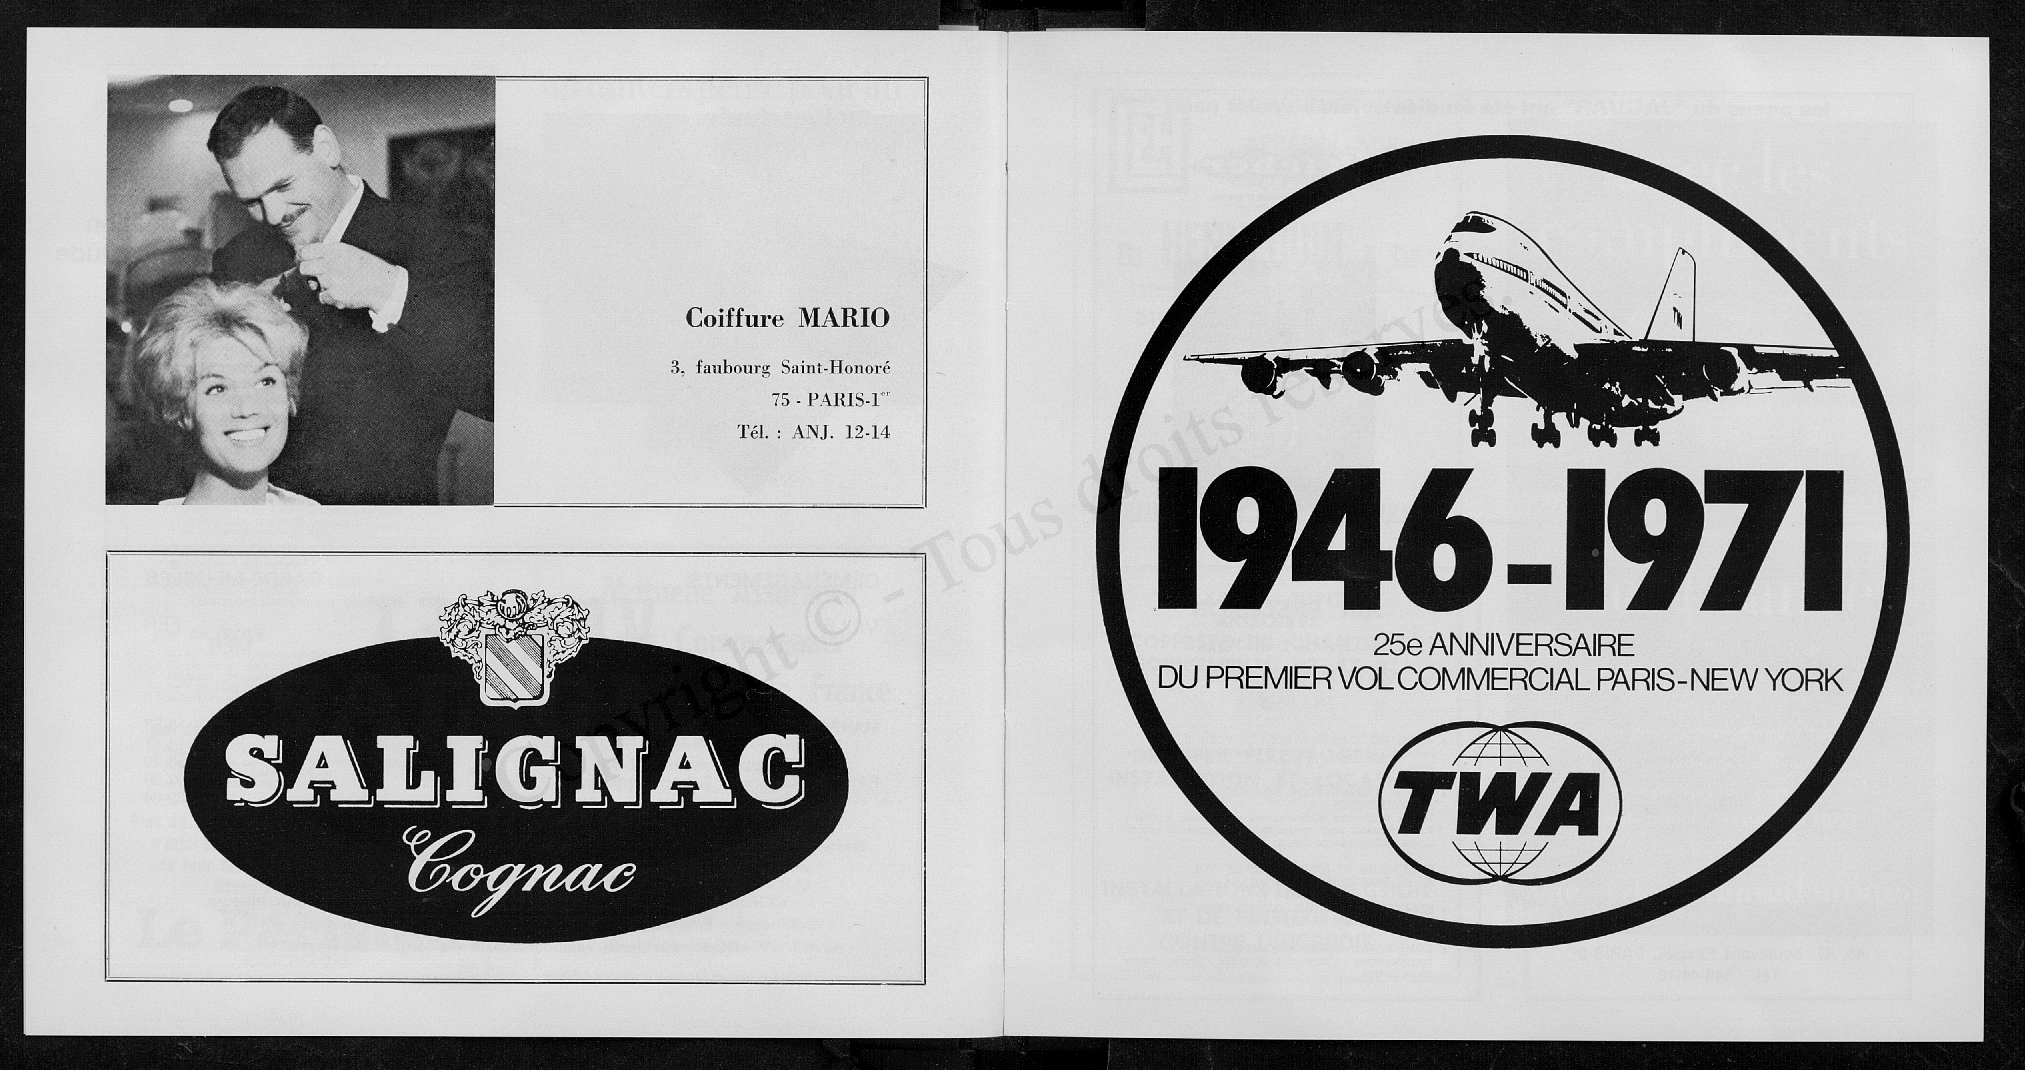 Coiffure MARIO
3, faubourg Saint-Honoré
75 - PARIS-1er
Tél. : ANJ. 12-14
SALIGNAC
Cognac
1946-1971
25e ANNIVERSAIRE
DU PREMIER VOL COMMERCIAL PARIS-NEW YORK
TWA
Copyright © - Tous droits réservés